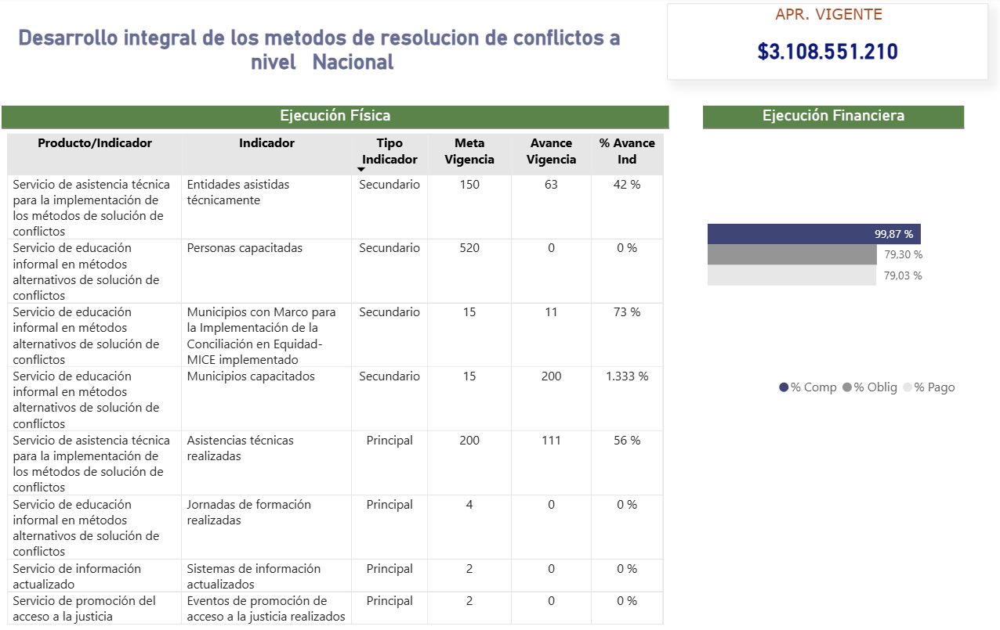 Desarrollo integral de los metodos de resolucion de conflictos a
nivel Nacional
APR. VIGENTE
$3.108.551.210
Ejecución Física
Producto/Indicador Indicador Tipo Indicador Meta Vigencia Avance Vigencia % Avance Ind
Servicio de asistencia técnica para la implementación de los métodos de solución de conflictos Entidades asistidas técnicamente Secundario 150 63 42 %
Servicio de educación informal en métodos alternativos de solución de conflictos Personas capacitadas Secundario 520 0 0 %
Servicio de educación informal en métodos alternativos de solución de conflictos Municipios con Marco para la Implementación de la Conciliación en Equidad-MICE implementado Secundario 15 11 73 %
Servicio de educación informal en métodos alternativos de solución de conflictos Municipios capacitados Secundario 15 200 1.333 %
Servicio de asistencia técnica para la implementación de los métodos de solución de conflictos Asistencias técnicas realizadas Principal 200 111 56 %
Servicio de educación informal en métodos alternativos de solución de conflictos Jornadas de formación realizadas Principal 4 0 0 %
Servicio de información actualizado Sistemas de información actualizados Principal 2 0 0 %
Servicio de promoción del acceso a la justicia Eventos de promoción de acceso a la justicia realizados Principal 2 0 0 %
Ejecución Financiera
99,87 %
79,30 %
79,03 %
% Comp % Oblig % Pago